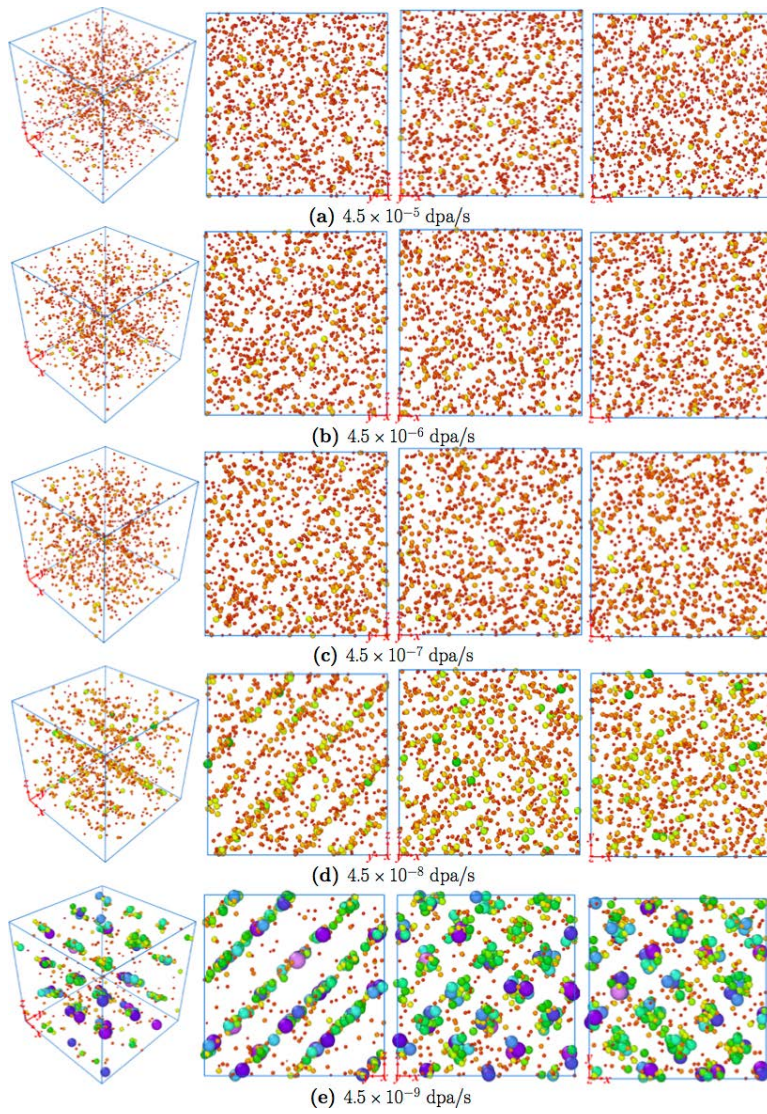 (a) 4.5 × 10⁻⁵ dpa/s
(b) 4.5 × 10⁻⁶ dpa/s
(c) 4.5 × 10⁻⁷ dpa/s
(d) 4.5 × 10⁻⁸ dpa/s
(e) 4.5 × 10⁻⁹ dpa/s